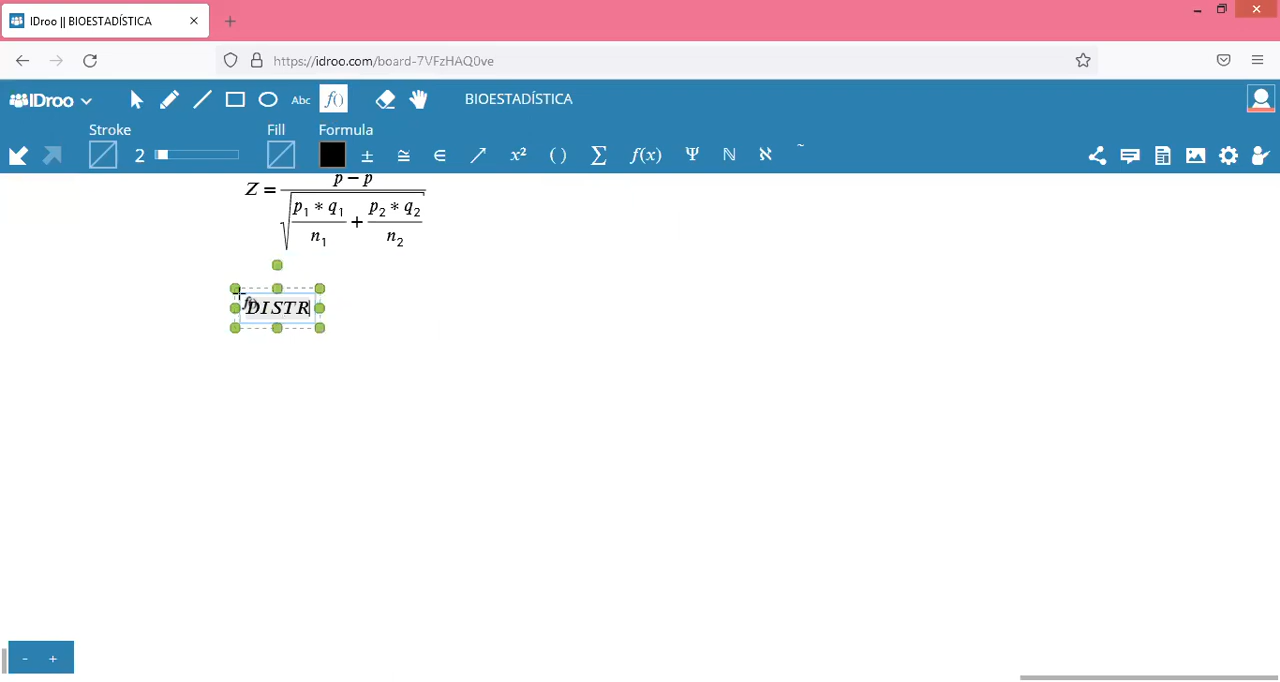 IDroo || BIOESTADÍSTICA
https://idroo.com/board-7VFzHAQ0ve
IDroo Abc f() BIOESTADÍSTICA
Stroke Fill Formula
2 ± ≅ ∈ x² ( ) ∑ f(x) Ψ ℕ ℵ ~
p − p
Z =
p₁ * q₁ + p₂ * q₂
n₁ n₂
DISTR
- +